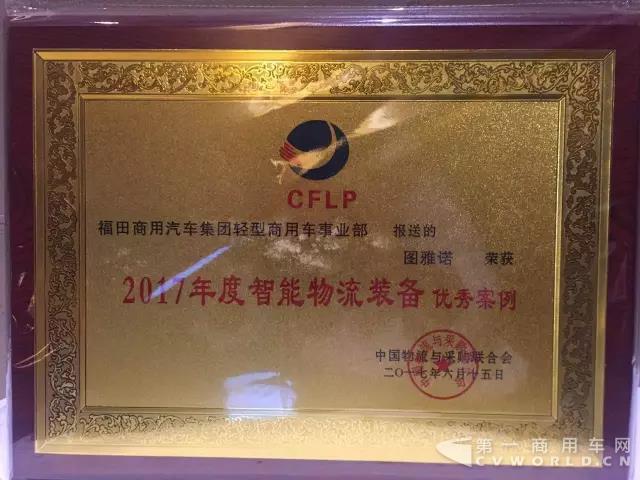 CFLP
福田商用汽车集团轻型商用车事业部 报送的
图雅诺 荣获
2017年度智能物流装备 优秀案例
中国物流与采购联合会
二〇一七年六月十五日
第一商用车网
CVWORLD.CN